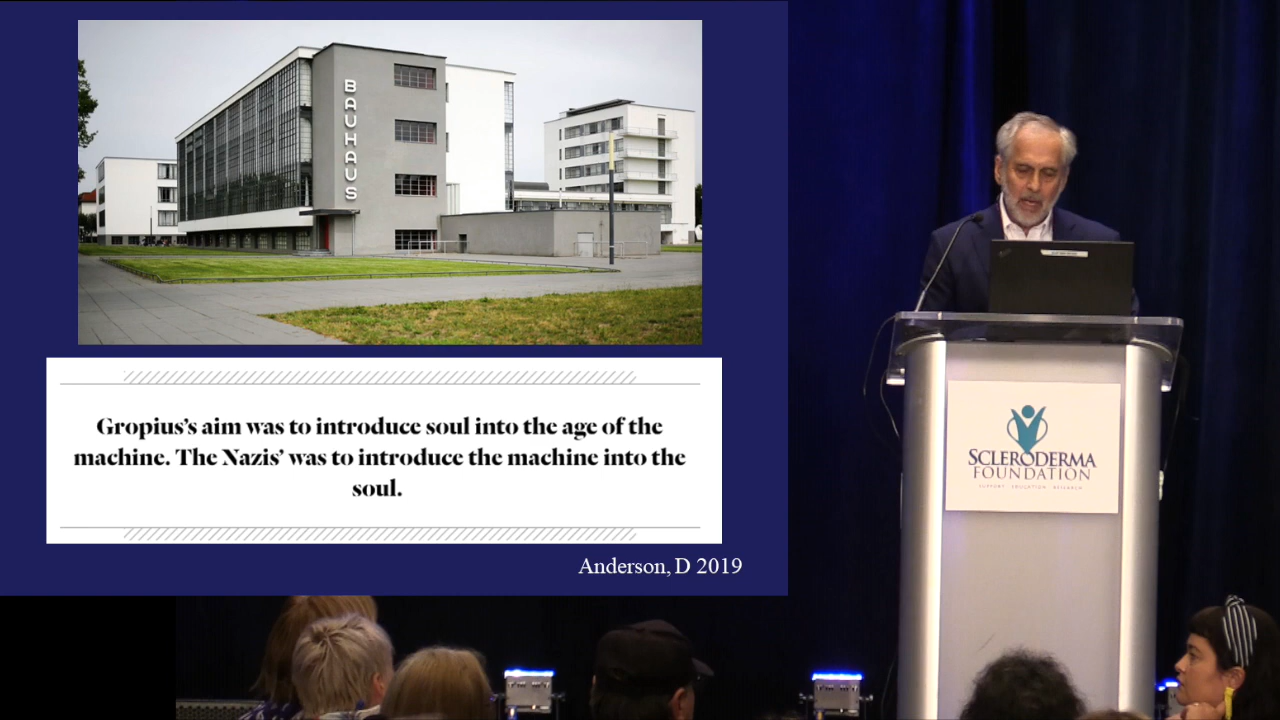 BAUHAUS
Gropius's aim was to introduce soul into the age of the
machine. The Nazis' was to introduce the machine into the
soul.
Anderson, D 2019
SCLERODERMA
FOUNDATION
SUPPORT EDUCATION RESEARCH